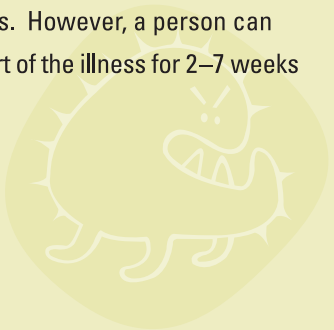 s. However, a person can
rt of the illness for 2–7 weeks